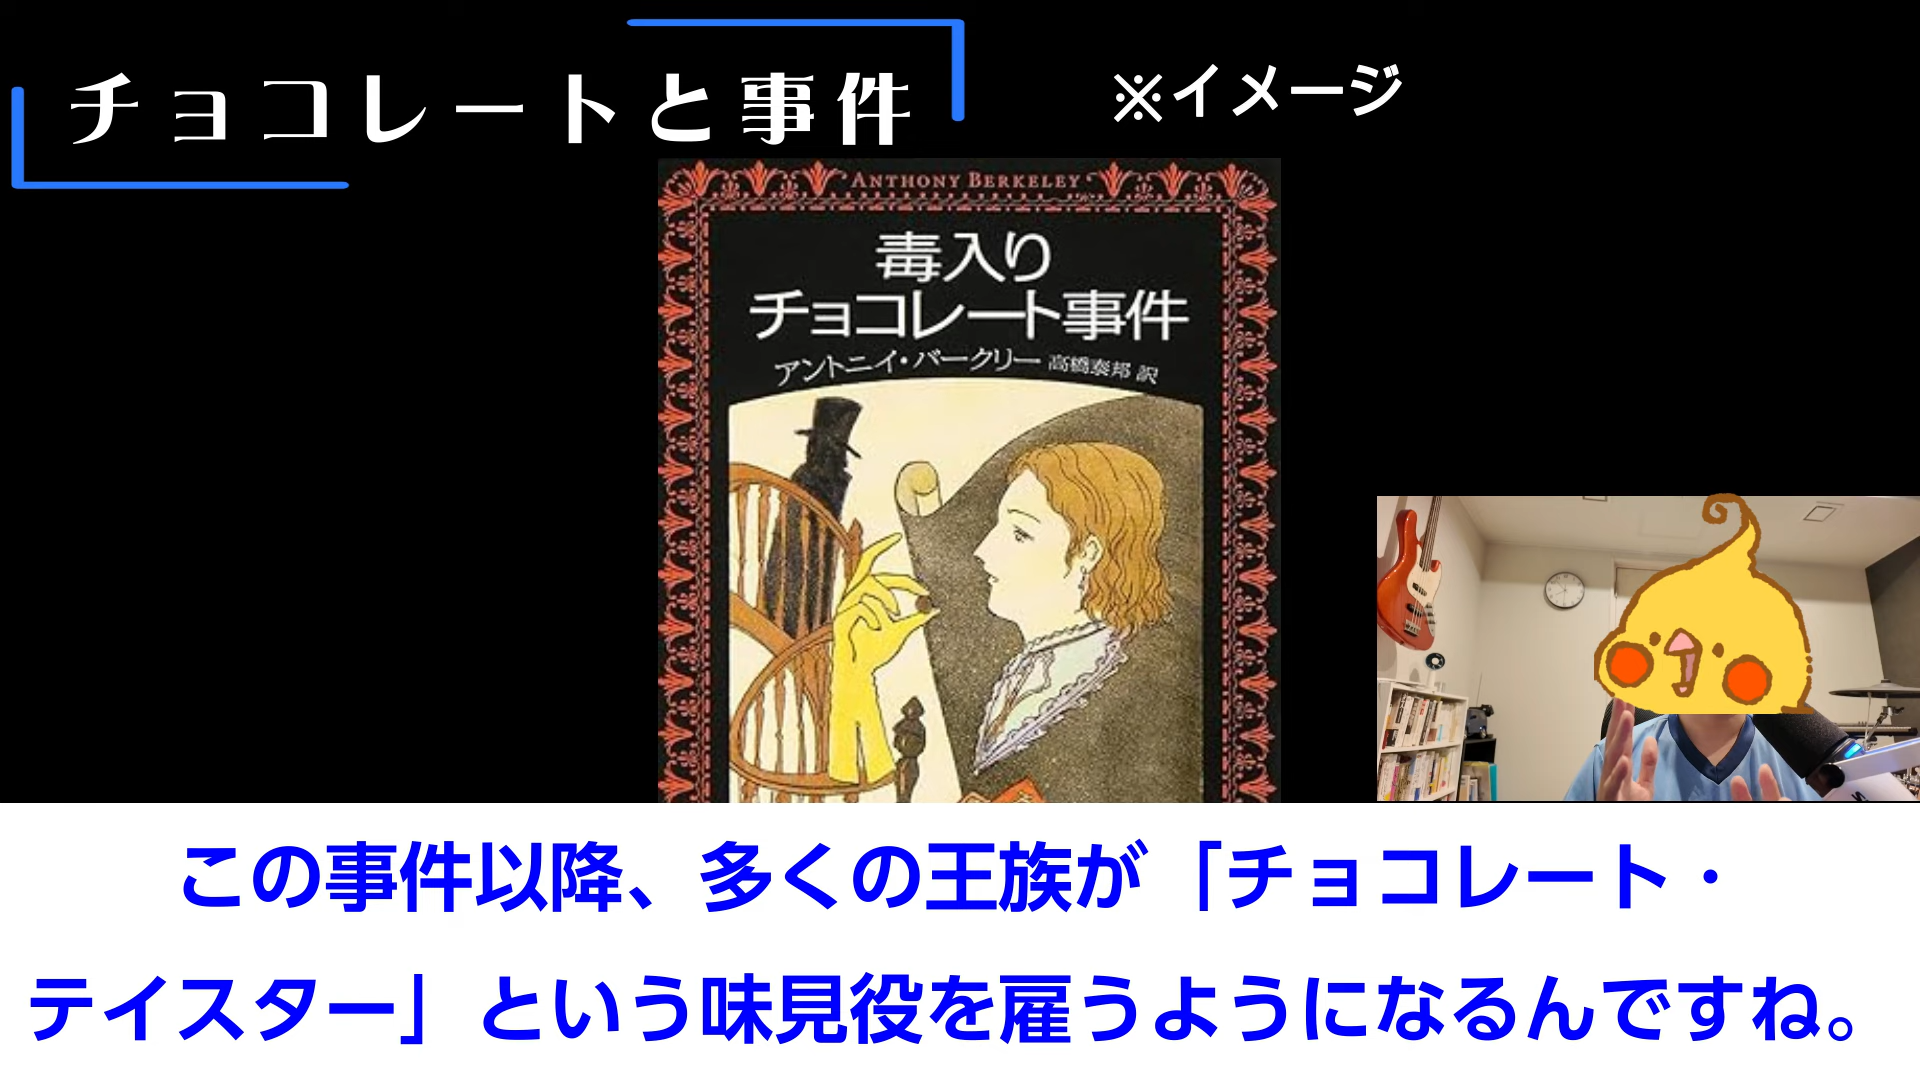 チョコレートと事件
※イメージ
ANTHONY BERKELEY
毒入り
チョコレート事件
アントニイ・バークリー 高橋泰邦 訳
この事件以降、多くの王族が「チョコレート・
テイスター」という味見役を雇うようになるんですね。